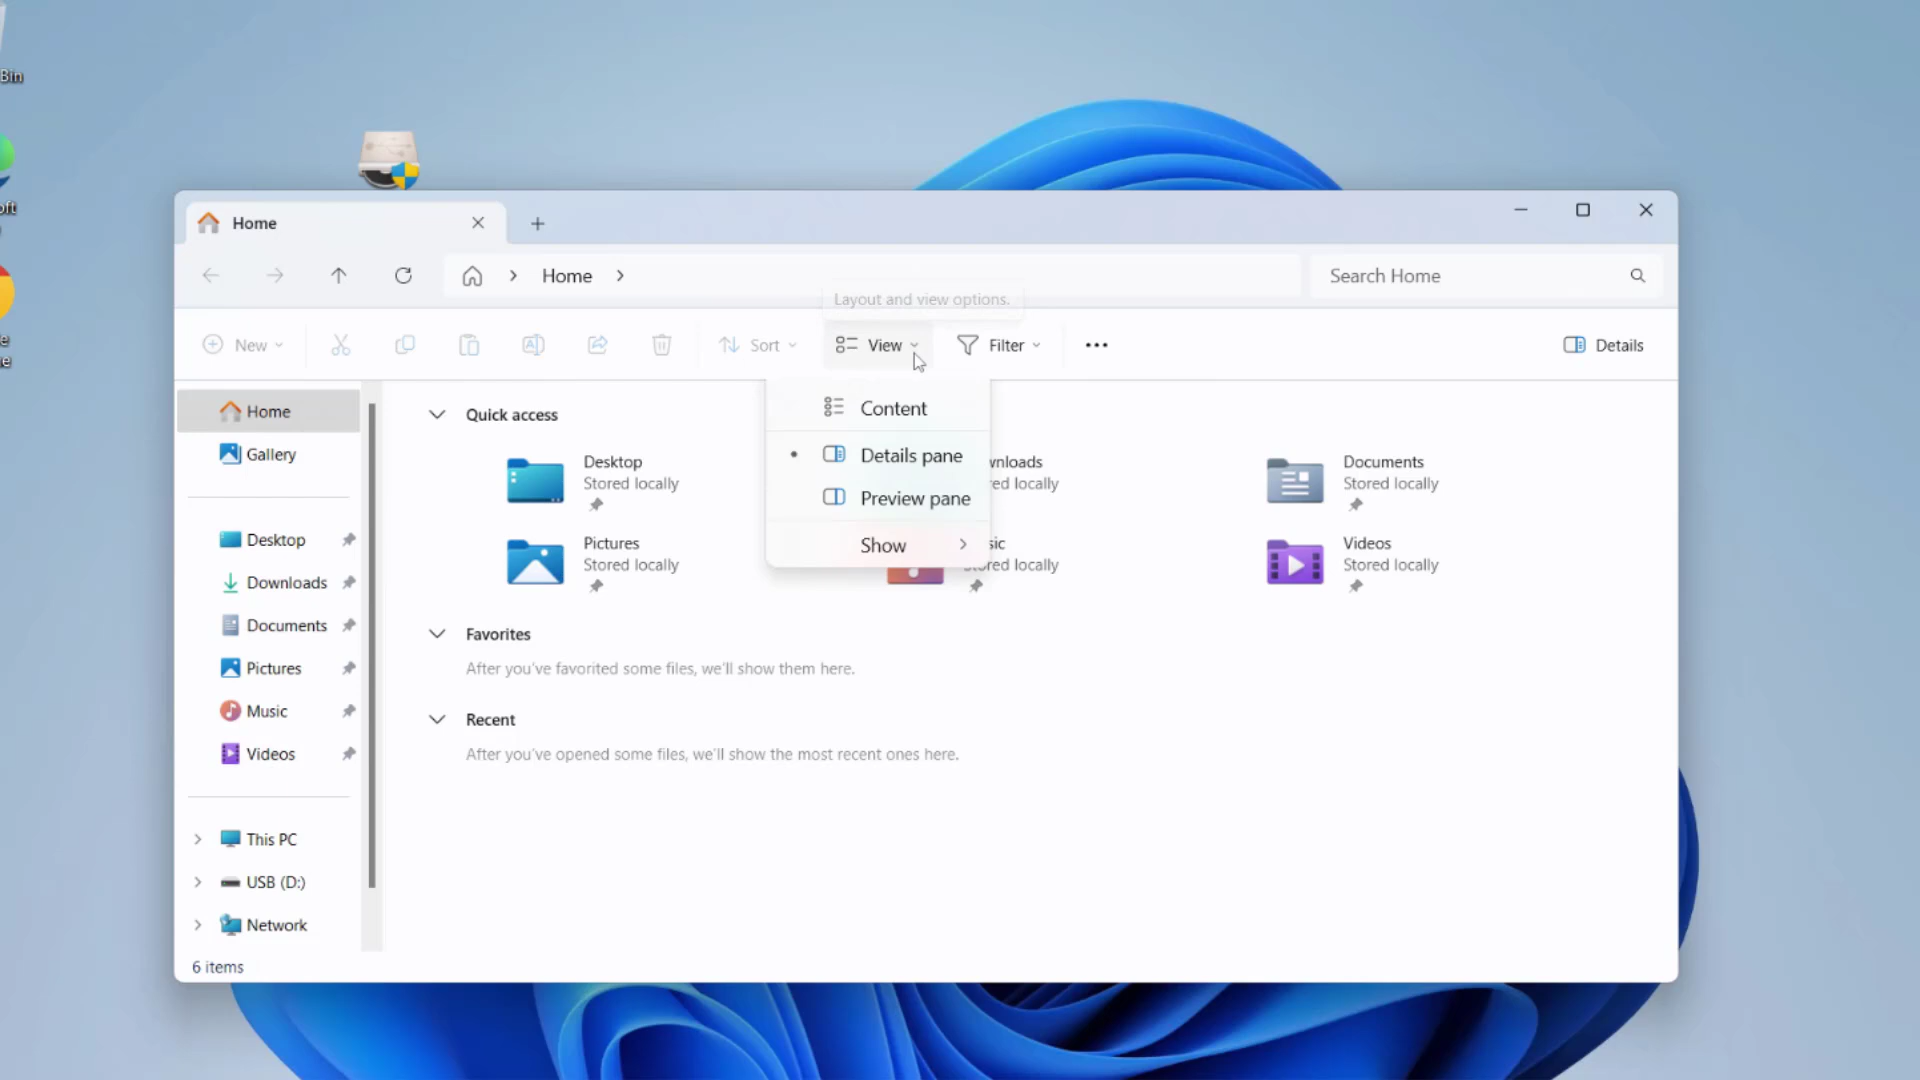 Bin
oft
e
e
Home
Home
Search Home
Layout and view options.
New
Sort
View
Filter
Details
Home
Gallery
Desktop
Downloads
Documents
Pictures
Music
Videos
This PC
USB (D:)
Network
Quick access
Desktop
Stored locally
wnloads
red locally
Documents
Stored locally
Pictures
Stored locally
sic
Stored locally
Videos
Stored locally
Content
Details pane
Preview pane
Show
Favorites
After you've favorited some files, we'll show them here.
Recent
After you've opened some files, we'll show the most recent ones here.
6 items